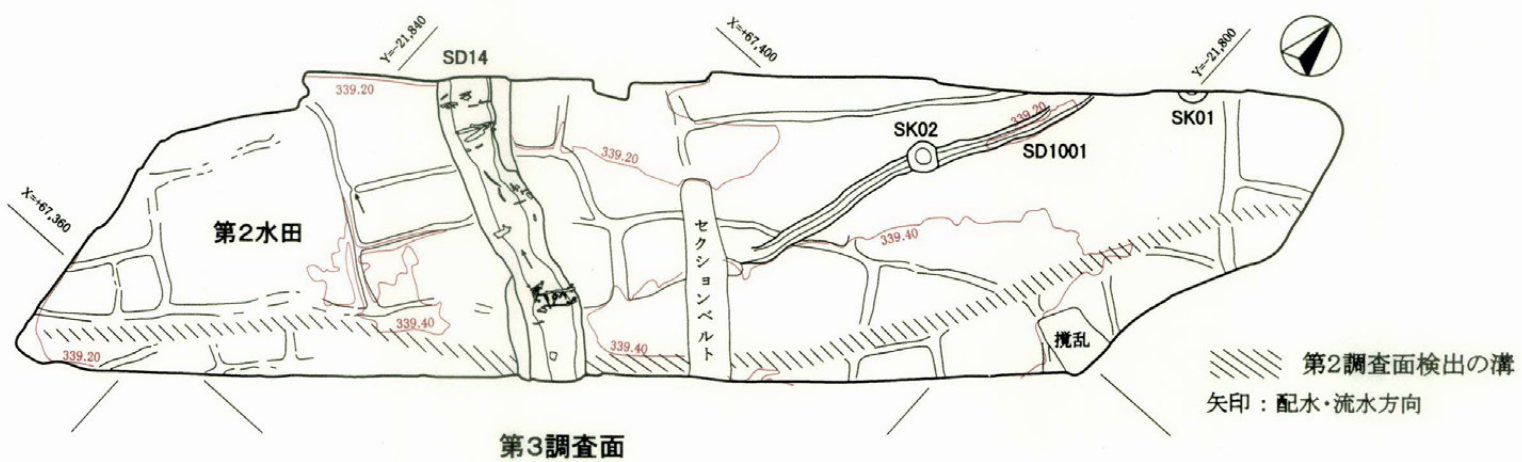 Y=-21,840
SD14
X=+67,400
Y=-21,800
339.20
339.20
SK01
SK02
339.20
SD1001
X=+67,360
第2水田
セクションベルト
339.40
339.40
339.40
339.20
攪乱
第2調査面検出の溝
矢印：配水・流水方向
第3調査面